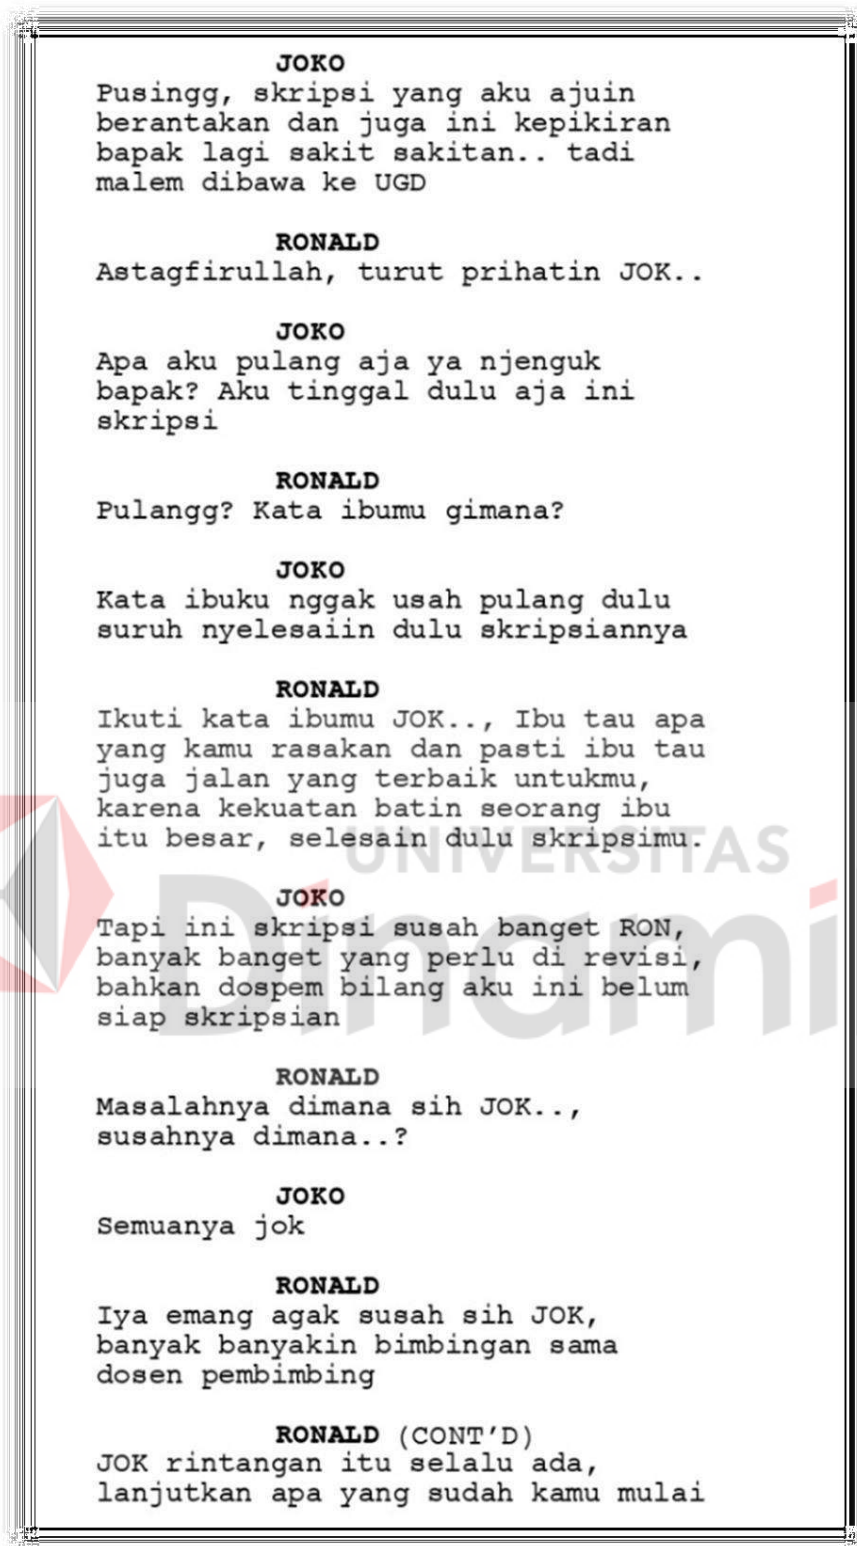 JOKO
Pusingg, skripsi yang aku ajuin
berantakan dan juga ini kepikiran
bapak lagi sakit sakitan.. tadi
malem dibawa ke UGD
RONALD
Astagfirullah, turut prihatin JOK..
JOKO
Apa aku pulang aja ya njenguk
bapak? Aku tinggal dulu aja ini
skripsi
RONALD
Pulangg? Kata ibumu gimana?
JOKO
Kata ibuku nggak usah pulang dulu
suruh nyelesaiin dulu skripsiannya
RONALD
Ikuti kata ibumu JOK.., Ibu tau apa
yang kamu rasakan dan pasti ibu tau
juga jalan yang terbaik untukmu,
karena kekuatan batin seorang ibu
itu besar, selesain dulu skripsimu.
UNIVERSITAS
Dinami
JOKO
Tapi ini skripsi susah banget RON,
banyak banget yang perlu di revisi,
bahkan dospem bilang aku ini belum
siap skripsian
RONALD
Masalahnya dimana sih JOK..,
susahnya dimana..?
JOKO
Semuanya jok
RONALD
Iya emang agak susah sih JOK,
banyak banyakin bimbingan sama
dosen pembimbing
RONALD (CONT'D)
JOK rintangan itu selalu ada,
lanjutkan apa yang sudah kamu mulai